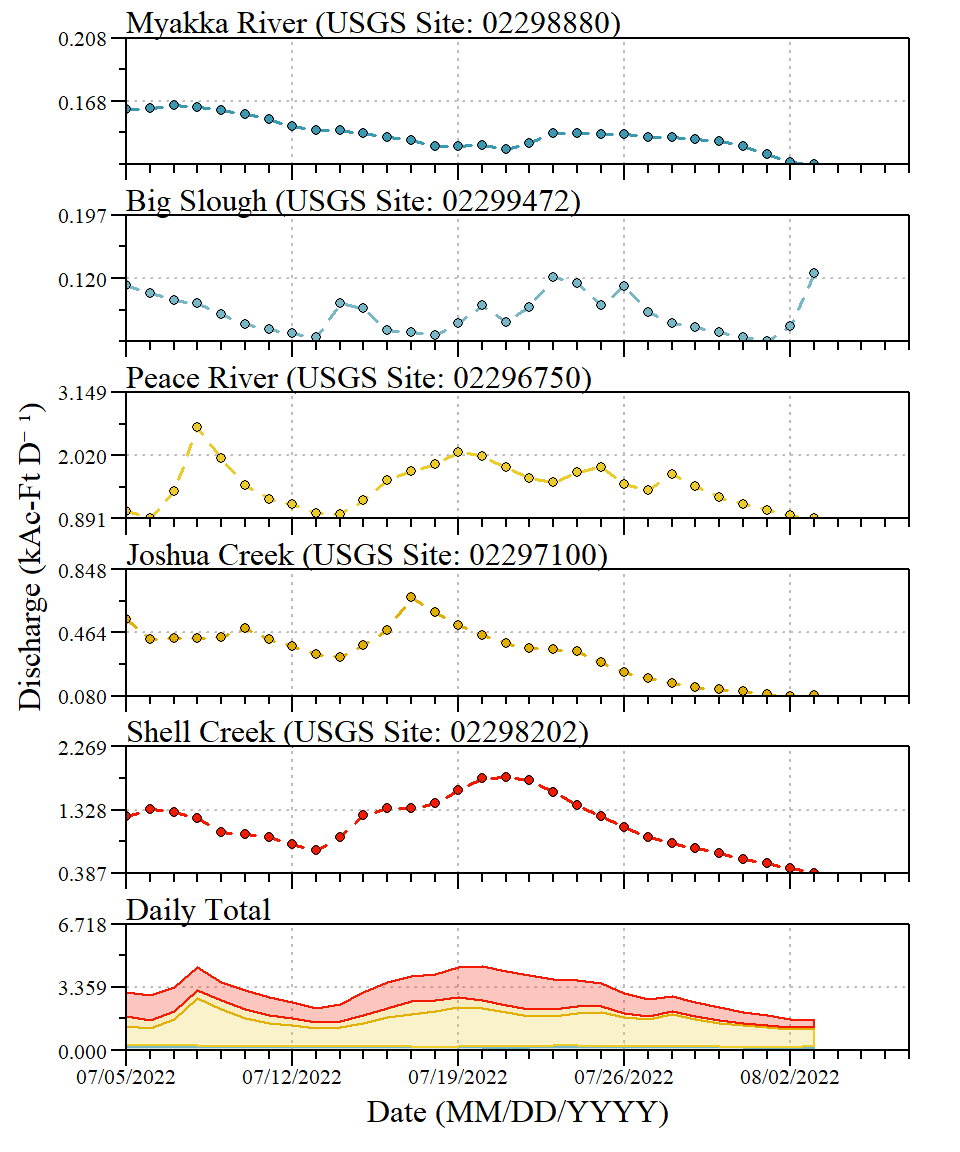 Myakka River (USGS Site: 02298880)
0.208
0.168
Big Slough (USGS Site: 02299472)
0.197
0.120
Peace River (USGS Site: 02296750)
3.149
2.020
0.891
Joshua Creek (USGS Site: 02297100)
0.848
0.464
0.080
Shell Creek (USGS Site: 02298202)
2.269
1.328
0.387
Daily Total
6.718
3.359
0.000
Discharge (kAc-Ft D⁻¹)
07/05/2022 07/12/2022 07/19/2022 07/26/2022 08/02/2022
Date (MM/DD/YYYY)